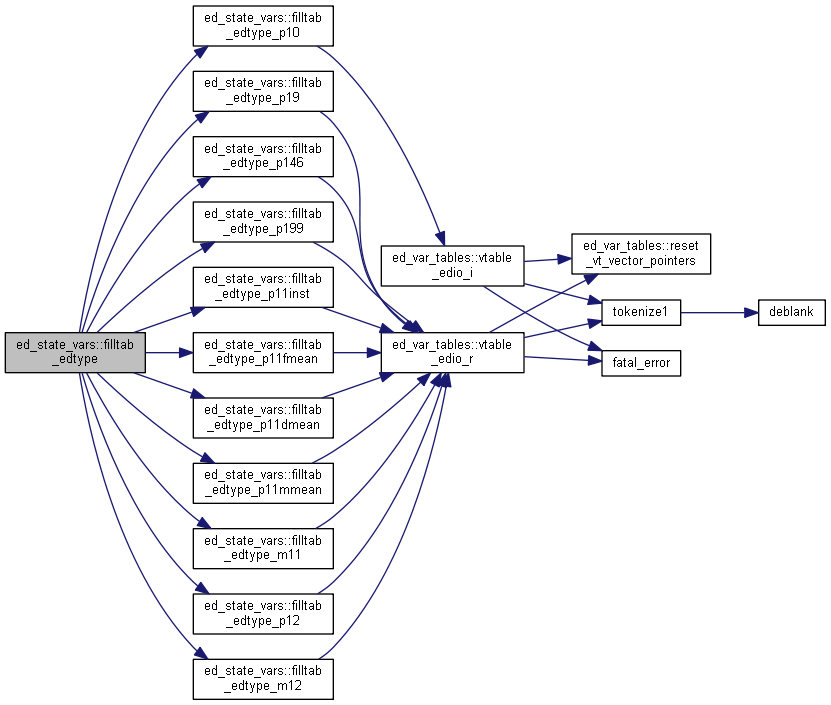 ed_state_vars::filltab
_edtype
ed_state_vars::filltab
_edtype_p10
ed_state_vars::filltab
_edtype_p19
ed_state_vars::filltab
_edtype_p146
ed_state_vars::filltab
_edtype_p199
ed_state_vars::filltab
_edtype_p11inst
ed_state_vars::filltab
_edtype_p11fmean
ed_state_vars::filltab
_edtype_p11dmean
ed_state_vars::filltab
_edtype_p11mmean
ed_state_vars::filltab
_edtype_m11
ed_state_vars::filltab
_edtype_p12
ed_state_vars::filltab
_edtype_m12
ed_var_tables::vtable
_edio_i
ed_var_tables::vtable
_edio_r
ed_var_tables::reset
_vt_vector_pointers
tokenize1
fatal_error
deblank